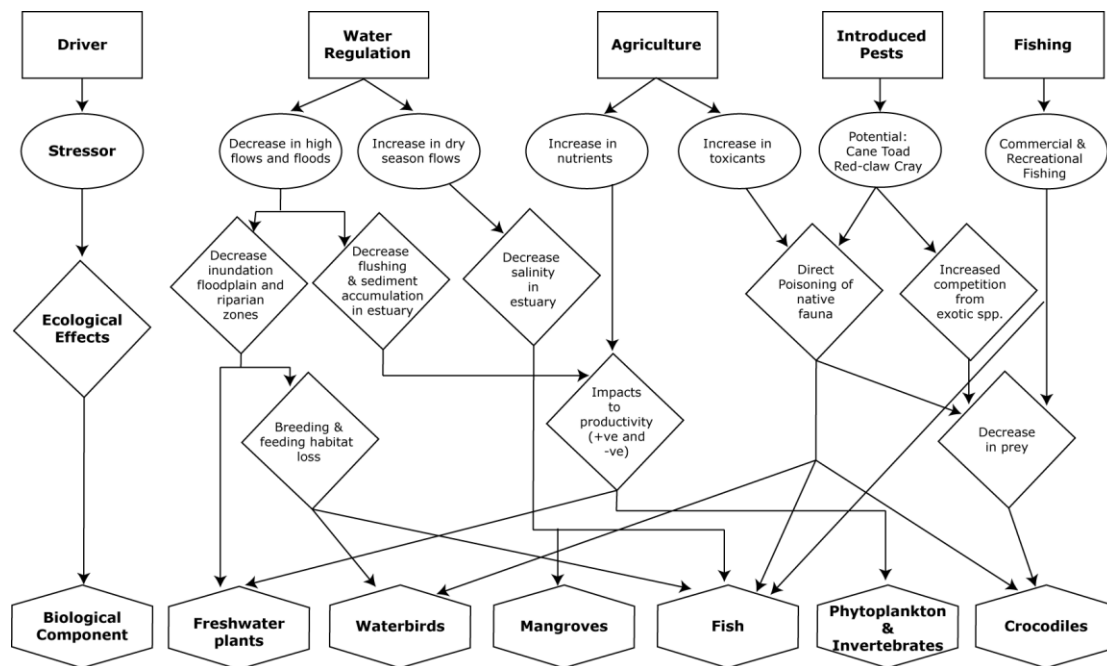 Driver
Water
Regulation
Agriculture
Introduced
Pests
Fishing
Stressor
Decrease in high
flows and floods
Increase in dry
season flows
Increase in
nutrients
Increase in
toxicants
Potential:
Cane Toad
Red-claw Cray
Commercial &
Recreational
Fishing
Ecological
Effects
Decrease
inundation
floodplain and
riparian
zones
Decrease
flushing
& sediment
accumulation
in estuary
Decrease
salinity
in
estuary
Direct
Poisoning of
native
fauna
Increased
competition
from
exotic spp.
Breeding &
feeding habitat
loss
Impacts
to
productivity
(+ve and
-ve)
Decrease
in prey
Biological
Component
Freshwater
plants
Waterbirds
Mangroves
Fish
Phytoplankton
&
Invertebrates
Crocodiles